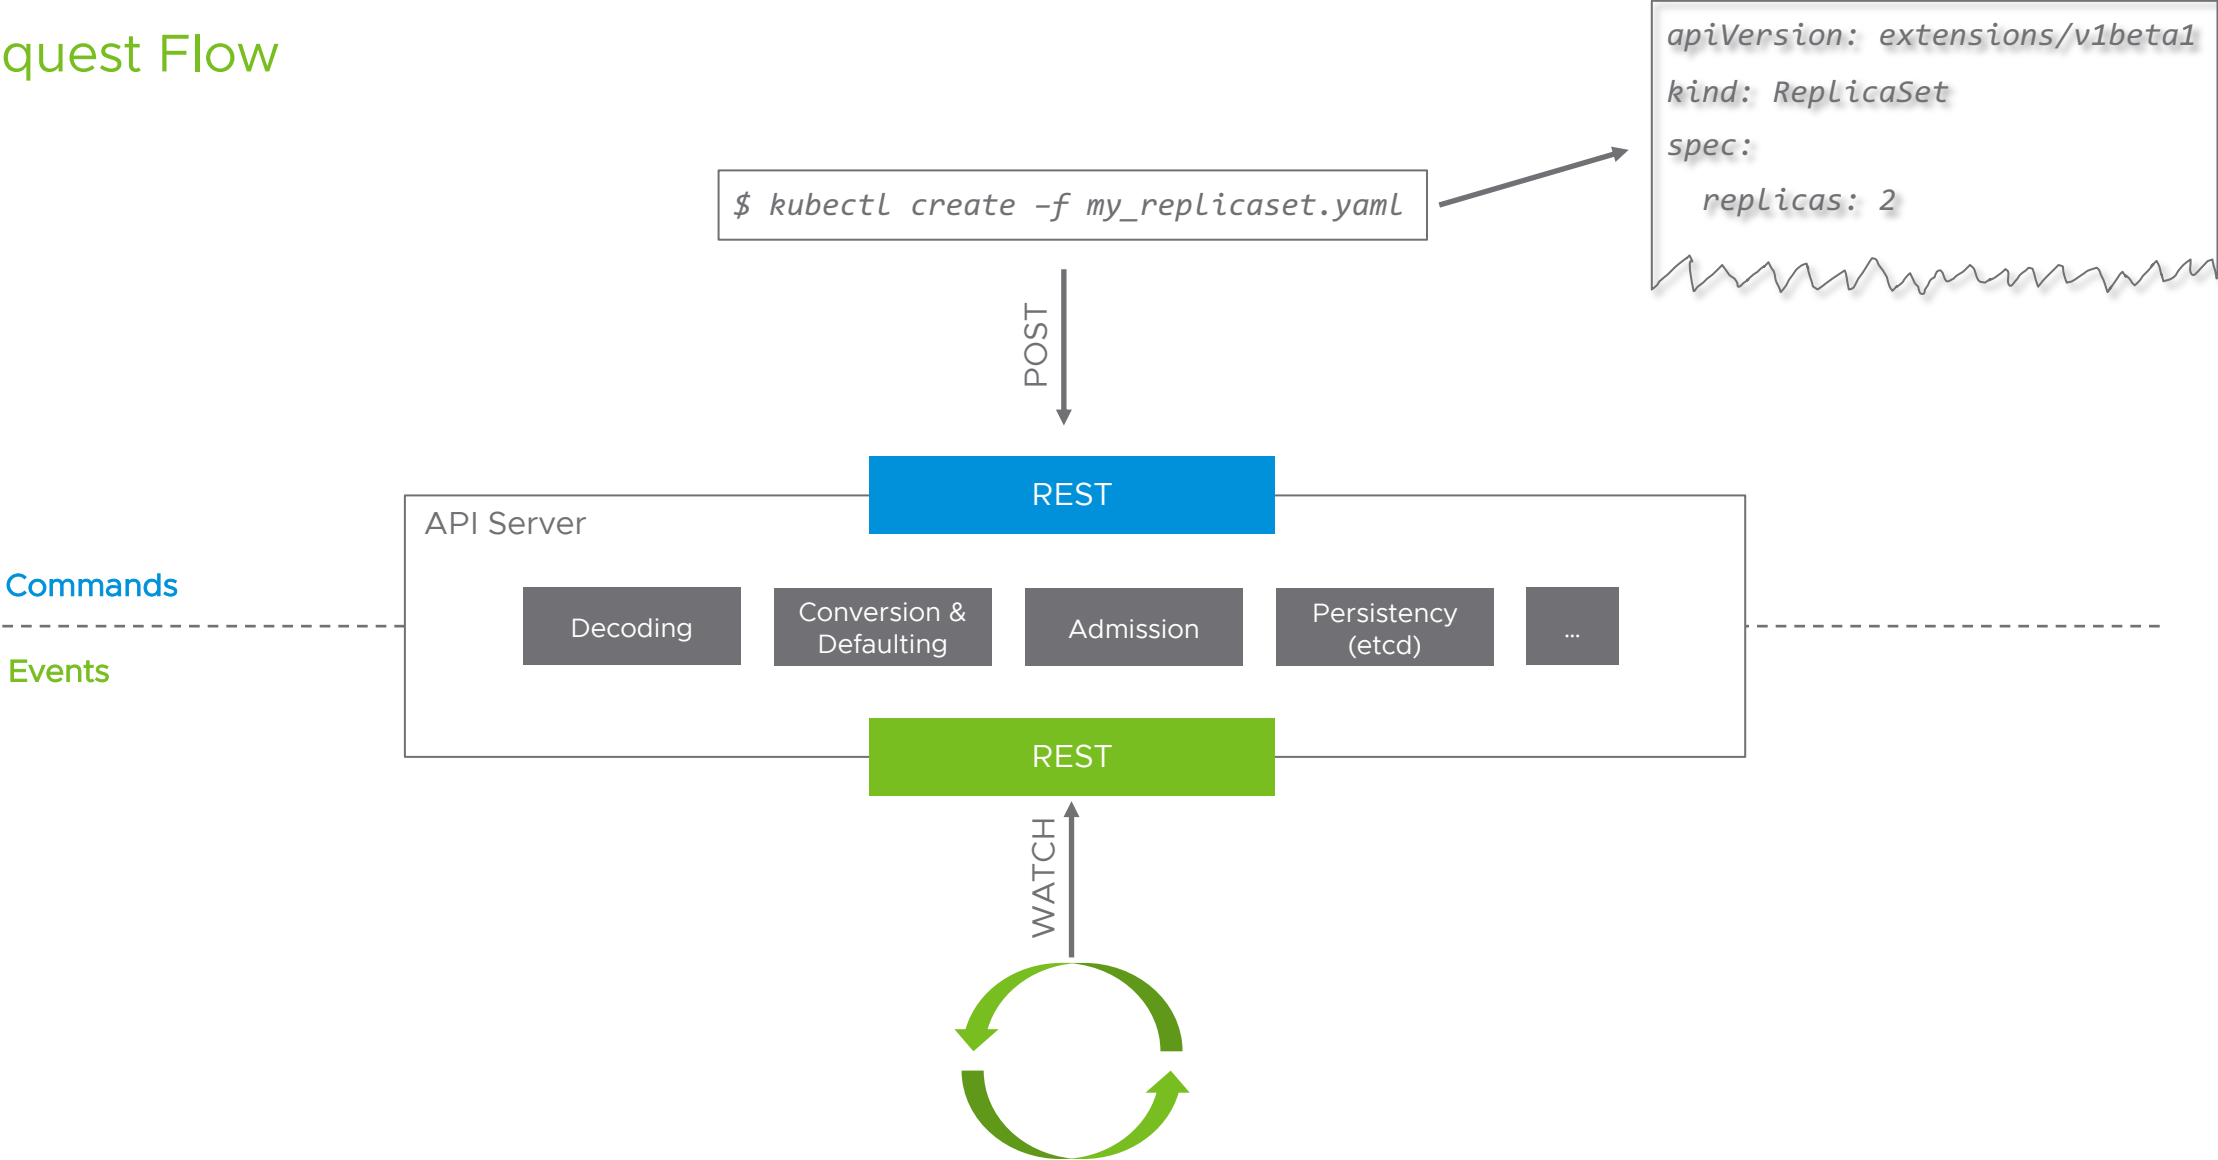 quest Flow
apiVersion: extensions/v1beta1
kind: ReplicaSet
spec:
replicas: 2
$ kubectl create –f my_replicaset.yaml
POST
REST
API Server
Commands
Decoding
Conversion &
Defaulting
Admission
Persistency
(etcd)
...
Events
REST
WATCH